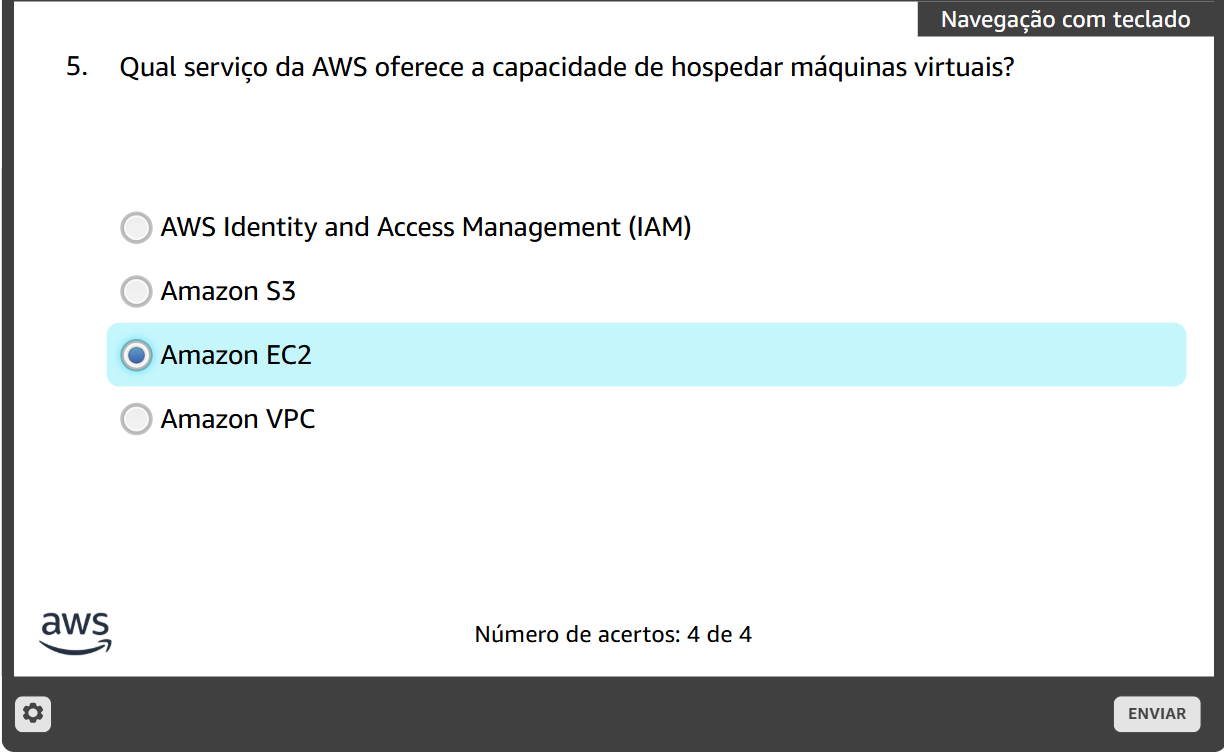 Navegação com teclado
5. Qual serviço da AWS oferece a capacidade de hospedar máquinas virtuais?
AWS Identity and Access Management (IAM)
Amazon S3
Amazon EC2
Amazon VPC
aws
Número de acertos: 4 de 4
ENVIAR